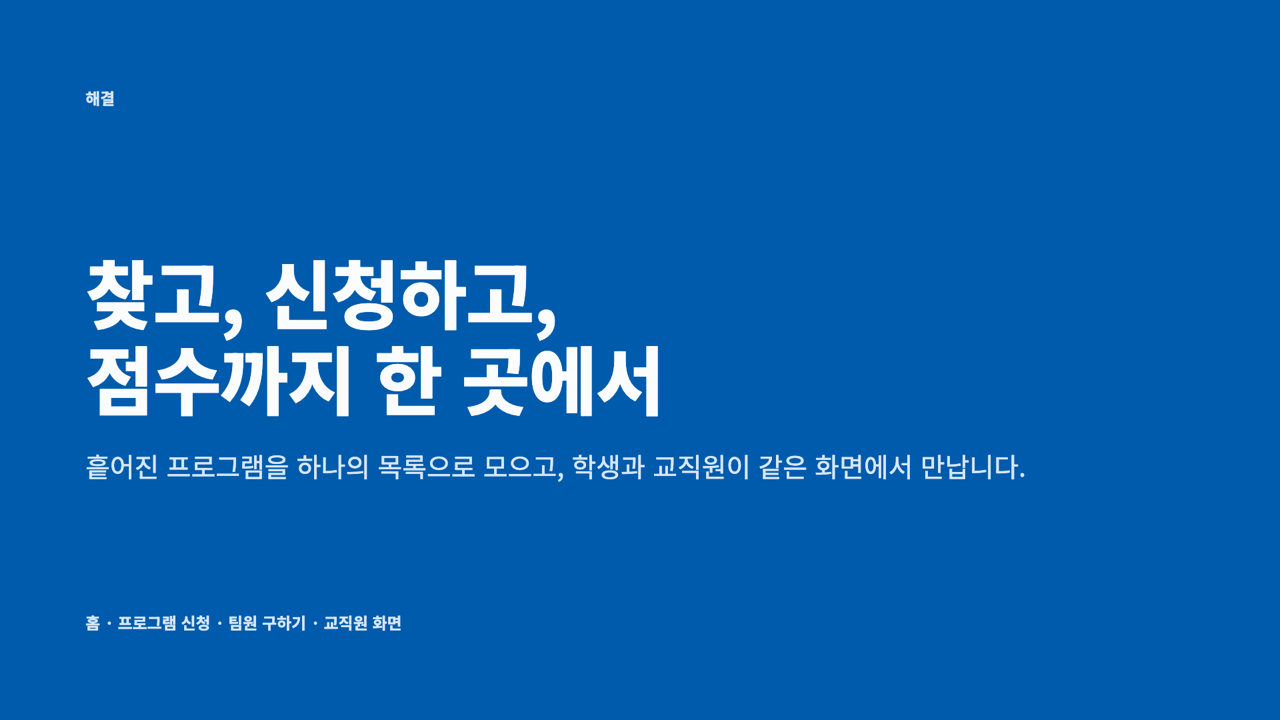 해결
찾고, 신청하고,
점수까지 한 곳에서
흩어진 프로그램을 하나의 목록으로 모으고, 학생과 교직원이 같은 화면에서 만납니다.
홈 · 프로그램 신청 · 팀원 구하기 · 교직원 화면